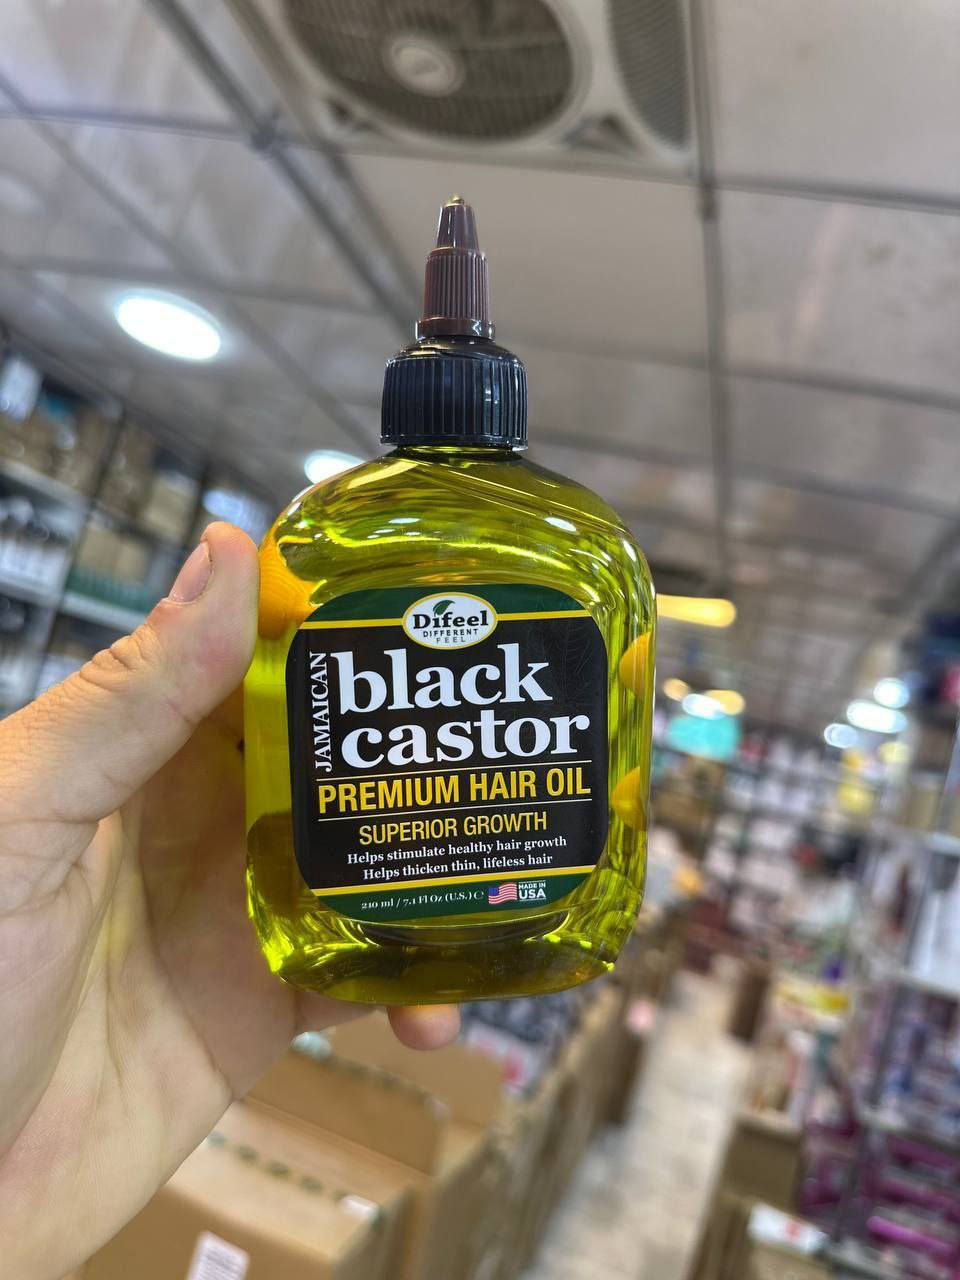 Difeel
DIFFERENT
FEEL
JAMAICAN
black
castor
PREMIUM HAIR OIL
SUPERIOR GROWTH
Helps stimulate healthy hair growth
Helps thicken thin, lifeless hair
210 ml / 7.1 Fl Oz (U.S.) ℮
MADE IN
USA